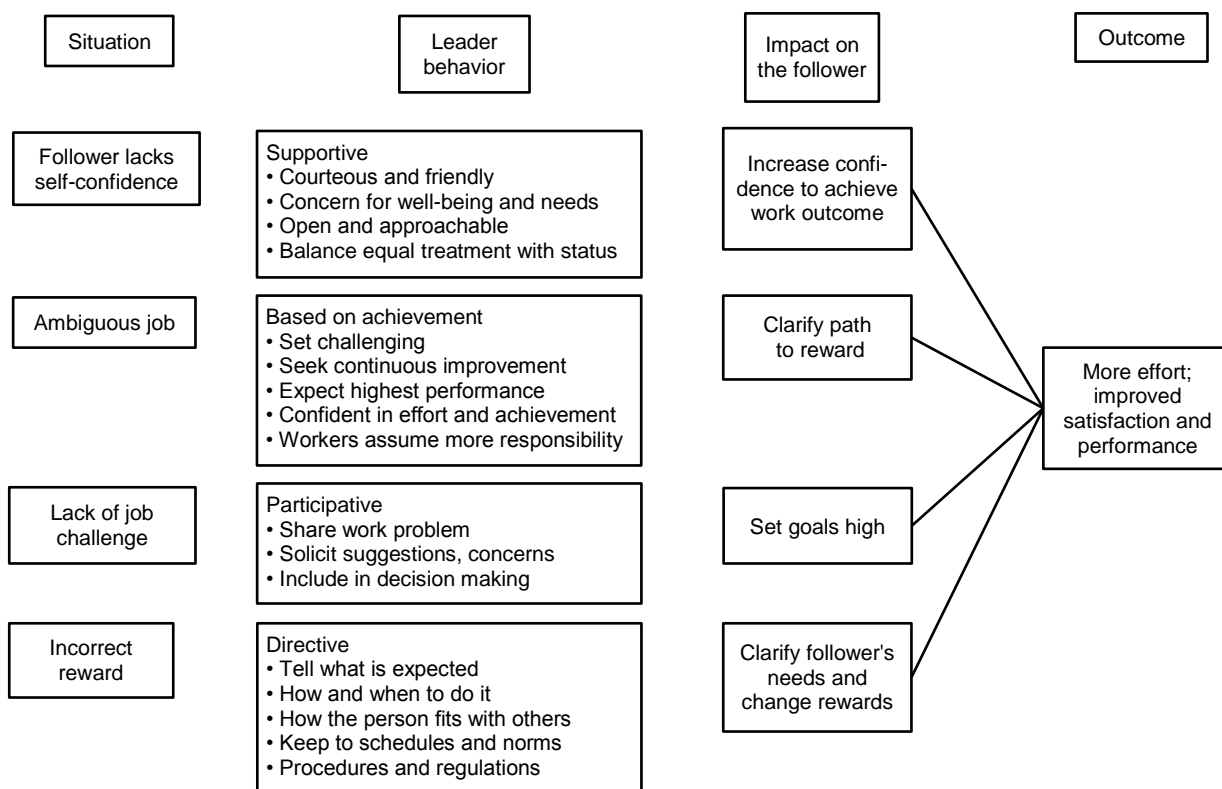 Situation
Leader
behavior
Impact on
the follower
Outcome
Follower lacks
self-confidence
Supportive
• Courteous and friendly
• Concern for well-being and needs
• Open and approachable
• Balance equal treatment with status
Increase confi-
dence to achieve
work outcome
Ambiguous job
Based on achievement
• Set challenging
• Seek continuous improvement
• Expect highest performance
• Confident in effort and achievement
• Workers assume more responsibility
Clarify path
to reward
More effort;
improved
satisfaction and
performance
Lack of job
challenge
Participative
• Share work problem
• Solicit suggestions, concerns
• Include in decision making
Set goals high
Incorrect
reward
Directive
• Tell what is expected
• How and when to do it
• How the person fits with others
• Keep to schedules and norms
• Procedures and regulations
Clarify follower's
needs and
change rewards